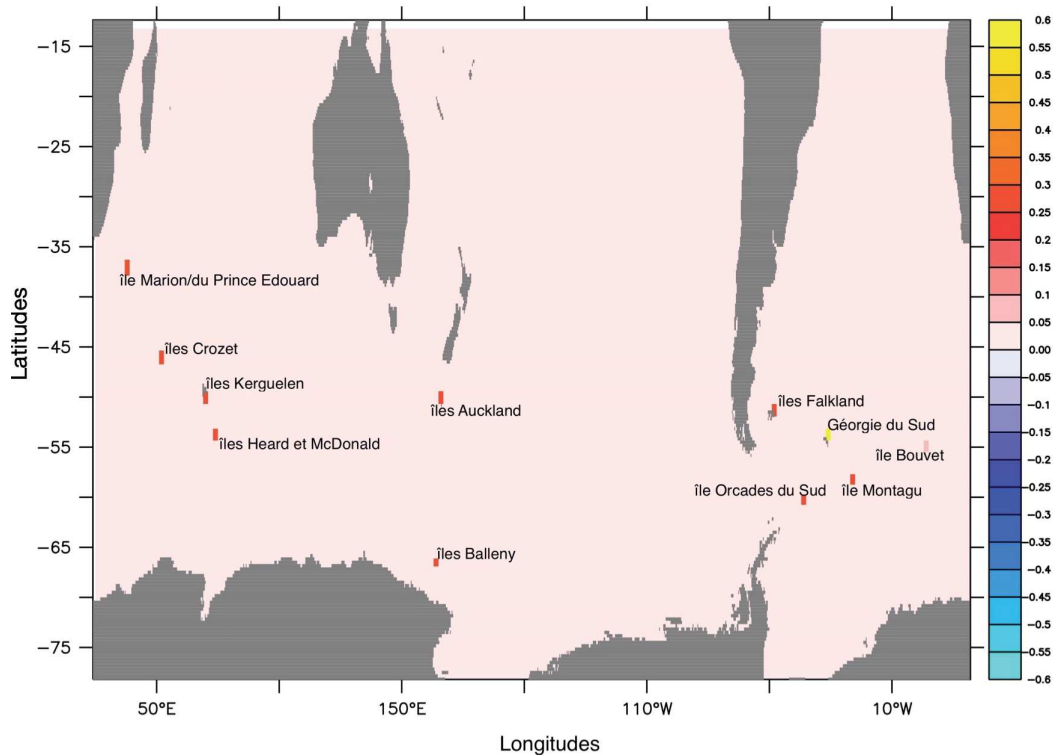 Latitudes
−15
−25
−35
−45
−55
−65
−75
île Marion/du Prince Edouard
îles Crozet
îles Kerguelen
îles Heard et McDonald
îles Auckland
îles Balleny
îles Falkland
Géorgie du Sud
île Bouvet
île Orcades du Sud
île Montagu
50°E
150°E
110°W
10°W
Longitudes
0.6
0.55
0.5
0.45
0.4
0.35
0.3
0.25
0.2
0.15
0.1
0.05
0.00
−0.05
−0.1
−0.15
−0.2
−0.25
−0.3
−0.35
−0.4
−0.45
−0.5
−0.55
−0.6